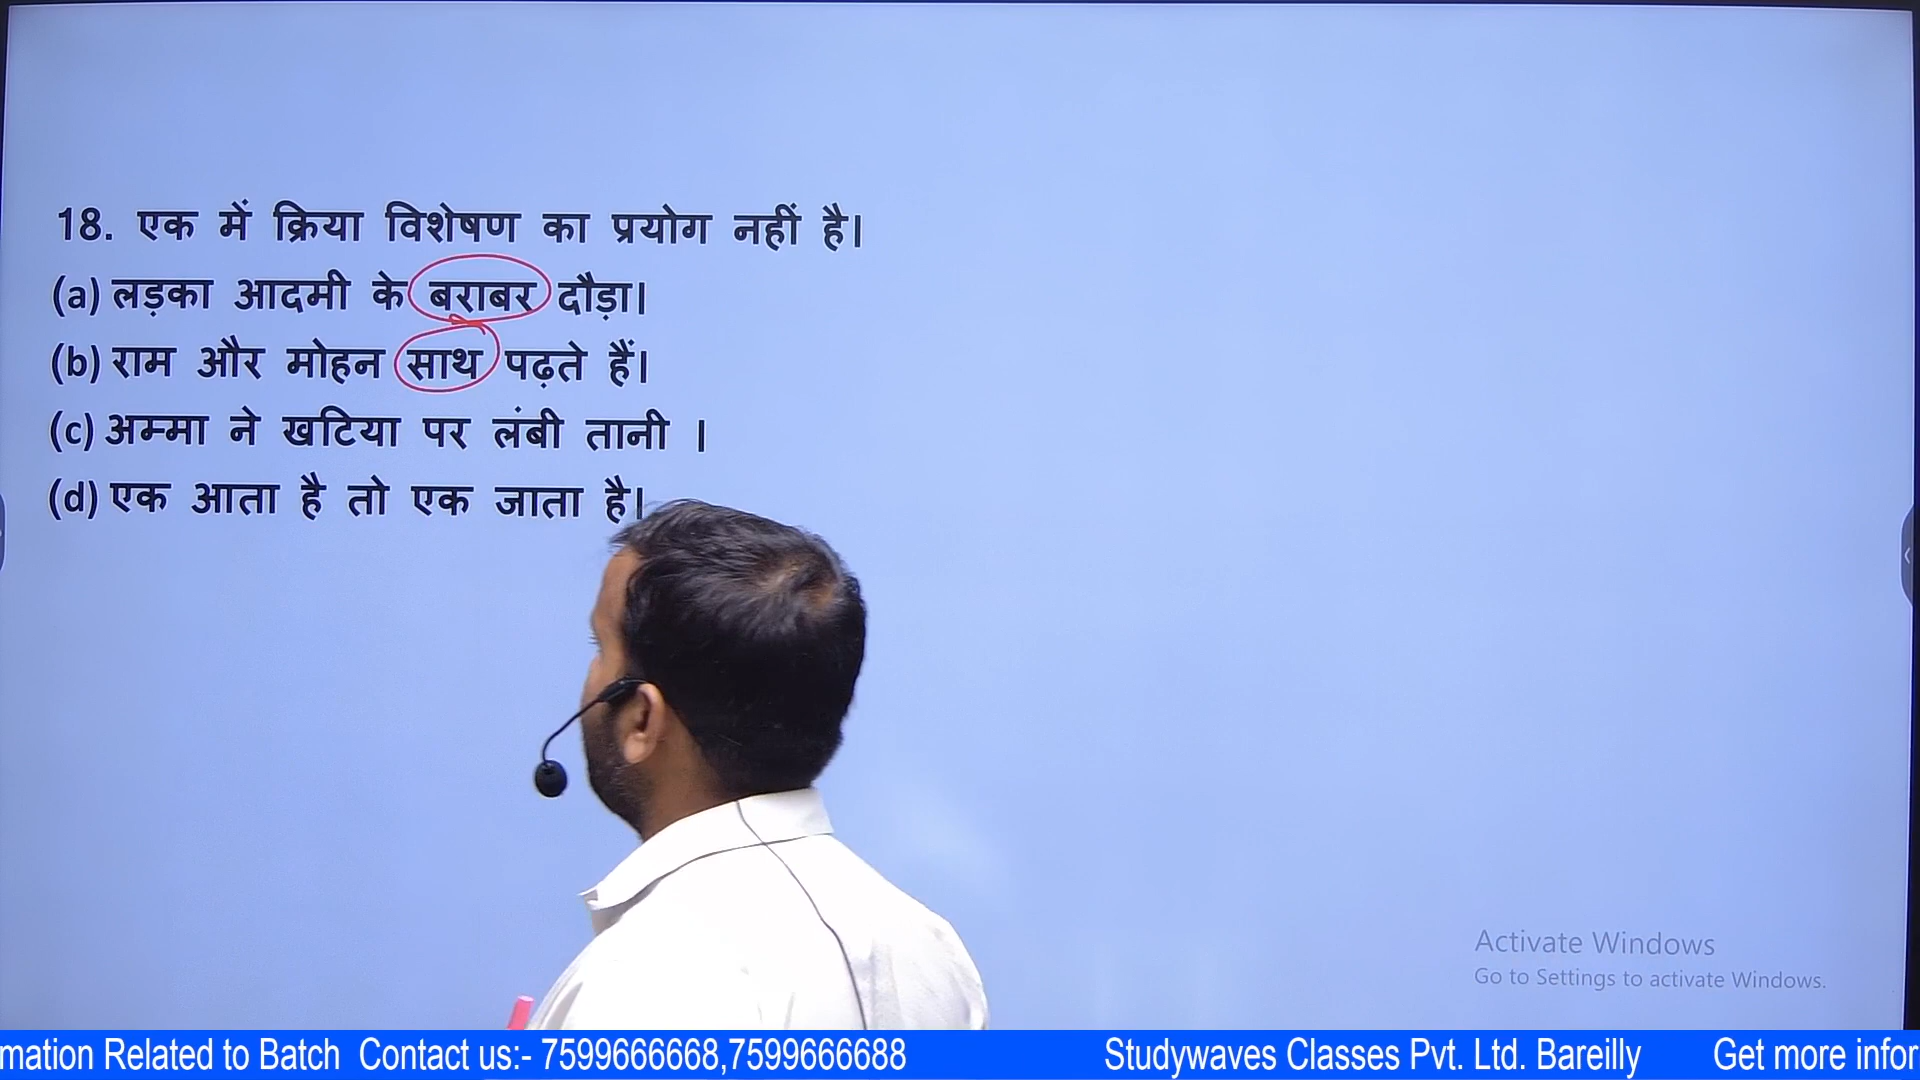 18. एक में क्रिया विशेषण का प्रयोग नहीं है।
(a) लड़का आदमी के बराबर दौड़ा।
(b) राम और मोहन साथ पढ़ते हैं।
(c) अम्मा ने खटिया पर लंबी तानी ।
(d) एक आता है तो एक जाता है।
Activate Windows
Go to Settings to activate Windows.
mation Related to Batch Contact us:- 7599666668,7599666688 Studywaves Classes Pvt. Ltd. Bareilly Get more infor